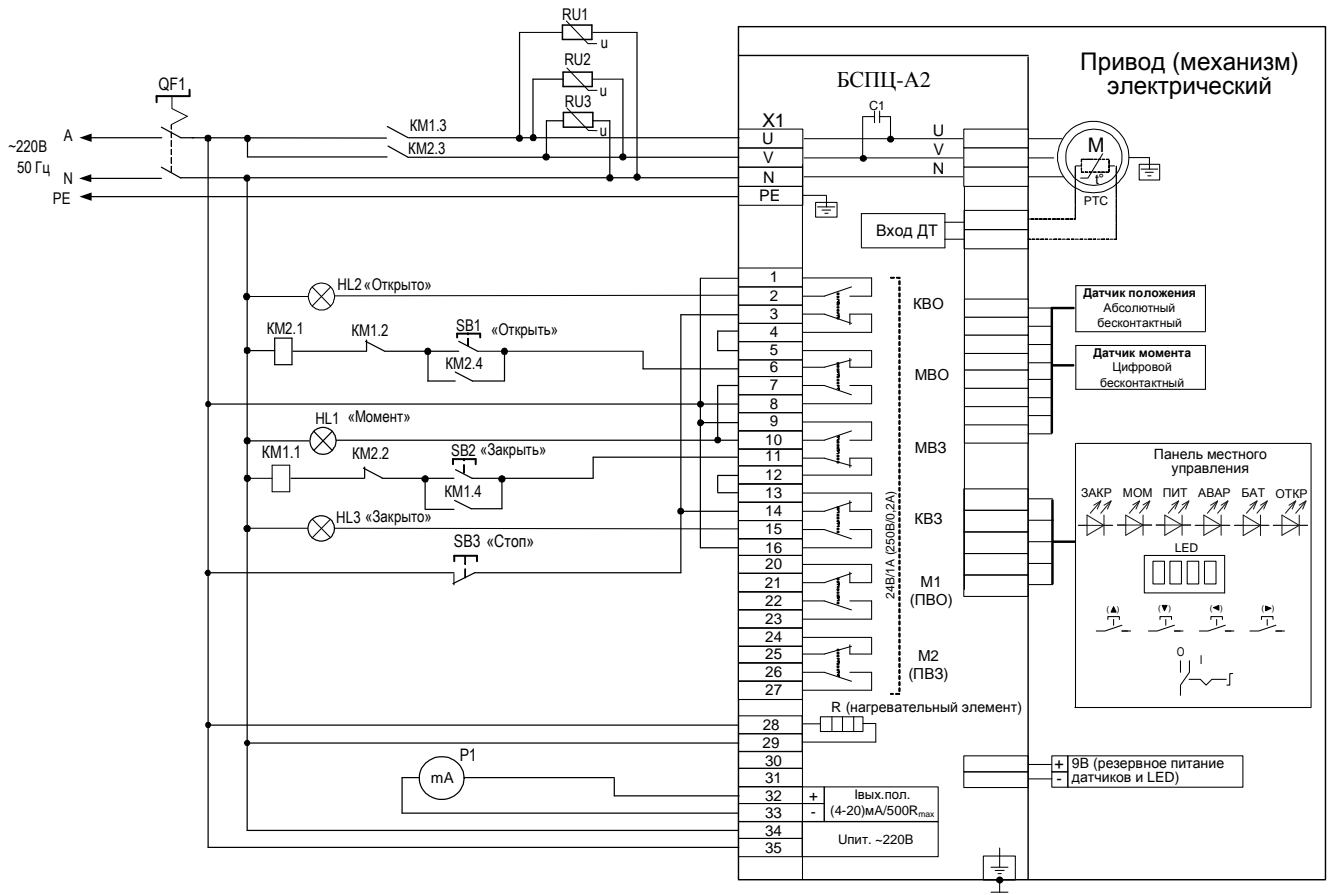 RU1
u
RU2
u
RU3
u
QF1
~220В
50 Гц
A
N
PE
KM1.3
KM2.3
X1
U
V
N
PE
БСПЦ-А2
C1
U
V
N
Привод (механизм)
электрический
M
t°
PTC
Вход ДТ
HL2 «Открыто»
KM2.1
KM1.2
SB1 «Открыть»
KM2.4
HL1 «Момент»
KM1.1
KM2.2
SB2 «Закрыть»
KM1.4
HL3 «Закрыто»
SB3 «Стоп»
1
2
3
4
5
6
7
8
9
10
11
12
13
14
15
16
20
21
22
23
24
25
26
27
28
29
30
31
32
33
34
35
КВО
МВО
МВЗ
КВЗ
М1
(ПВО)
М2
(ПВЗ)
24В/1А (250В/0,2А)
R (нагревательный элемент)
P1
mA
+
-
Iвых.пол.
(4-20)мА/500Rmax
Uпит. ~220В
Датчик положения
Абсолютный
бесконтактный
Датчик момента
Цифровой
бесконтактный
Панель местного
управления
ЗАКР МОМ ПИТ АВАР БАТ ОТКР
LED
(▲) (▼) (◄) (►)
O
I
+
-
9В (резервное питание
датчиков и LED)